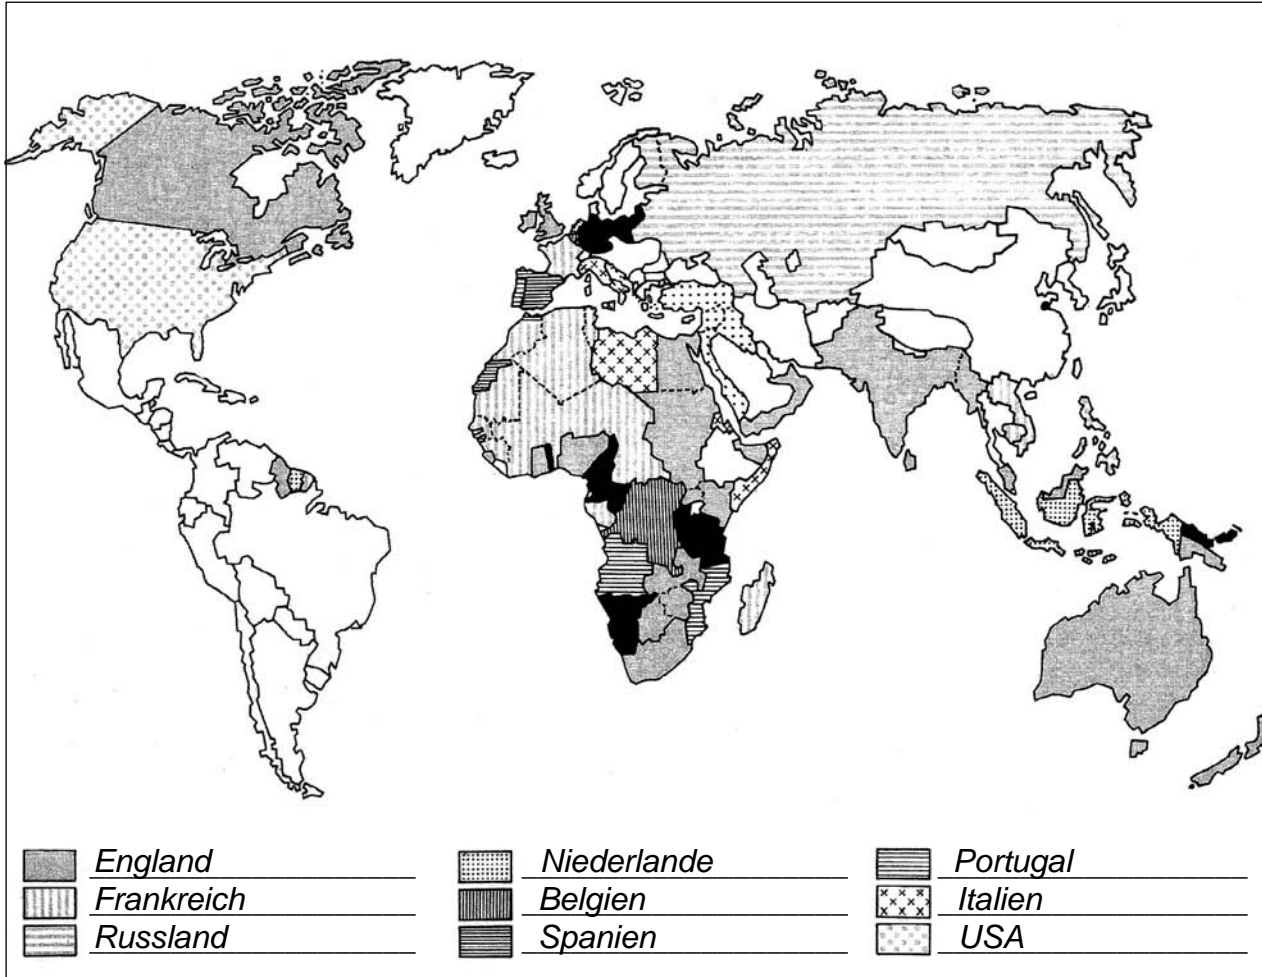 England
Niederlande
Portugal
Frankreich
Belgien
Italien
Russland
Spanien
USA